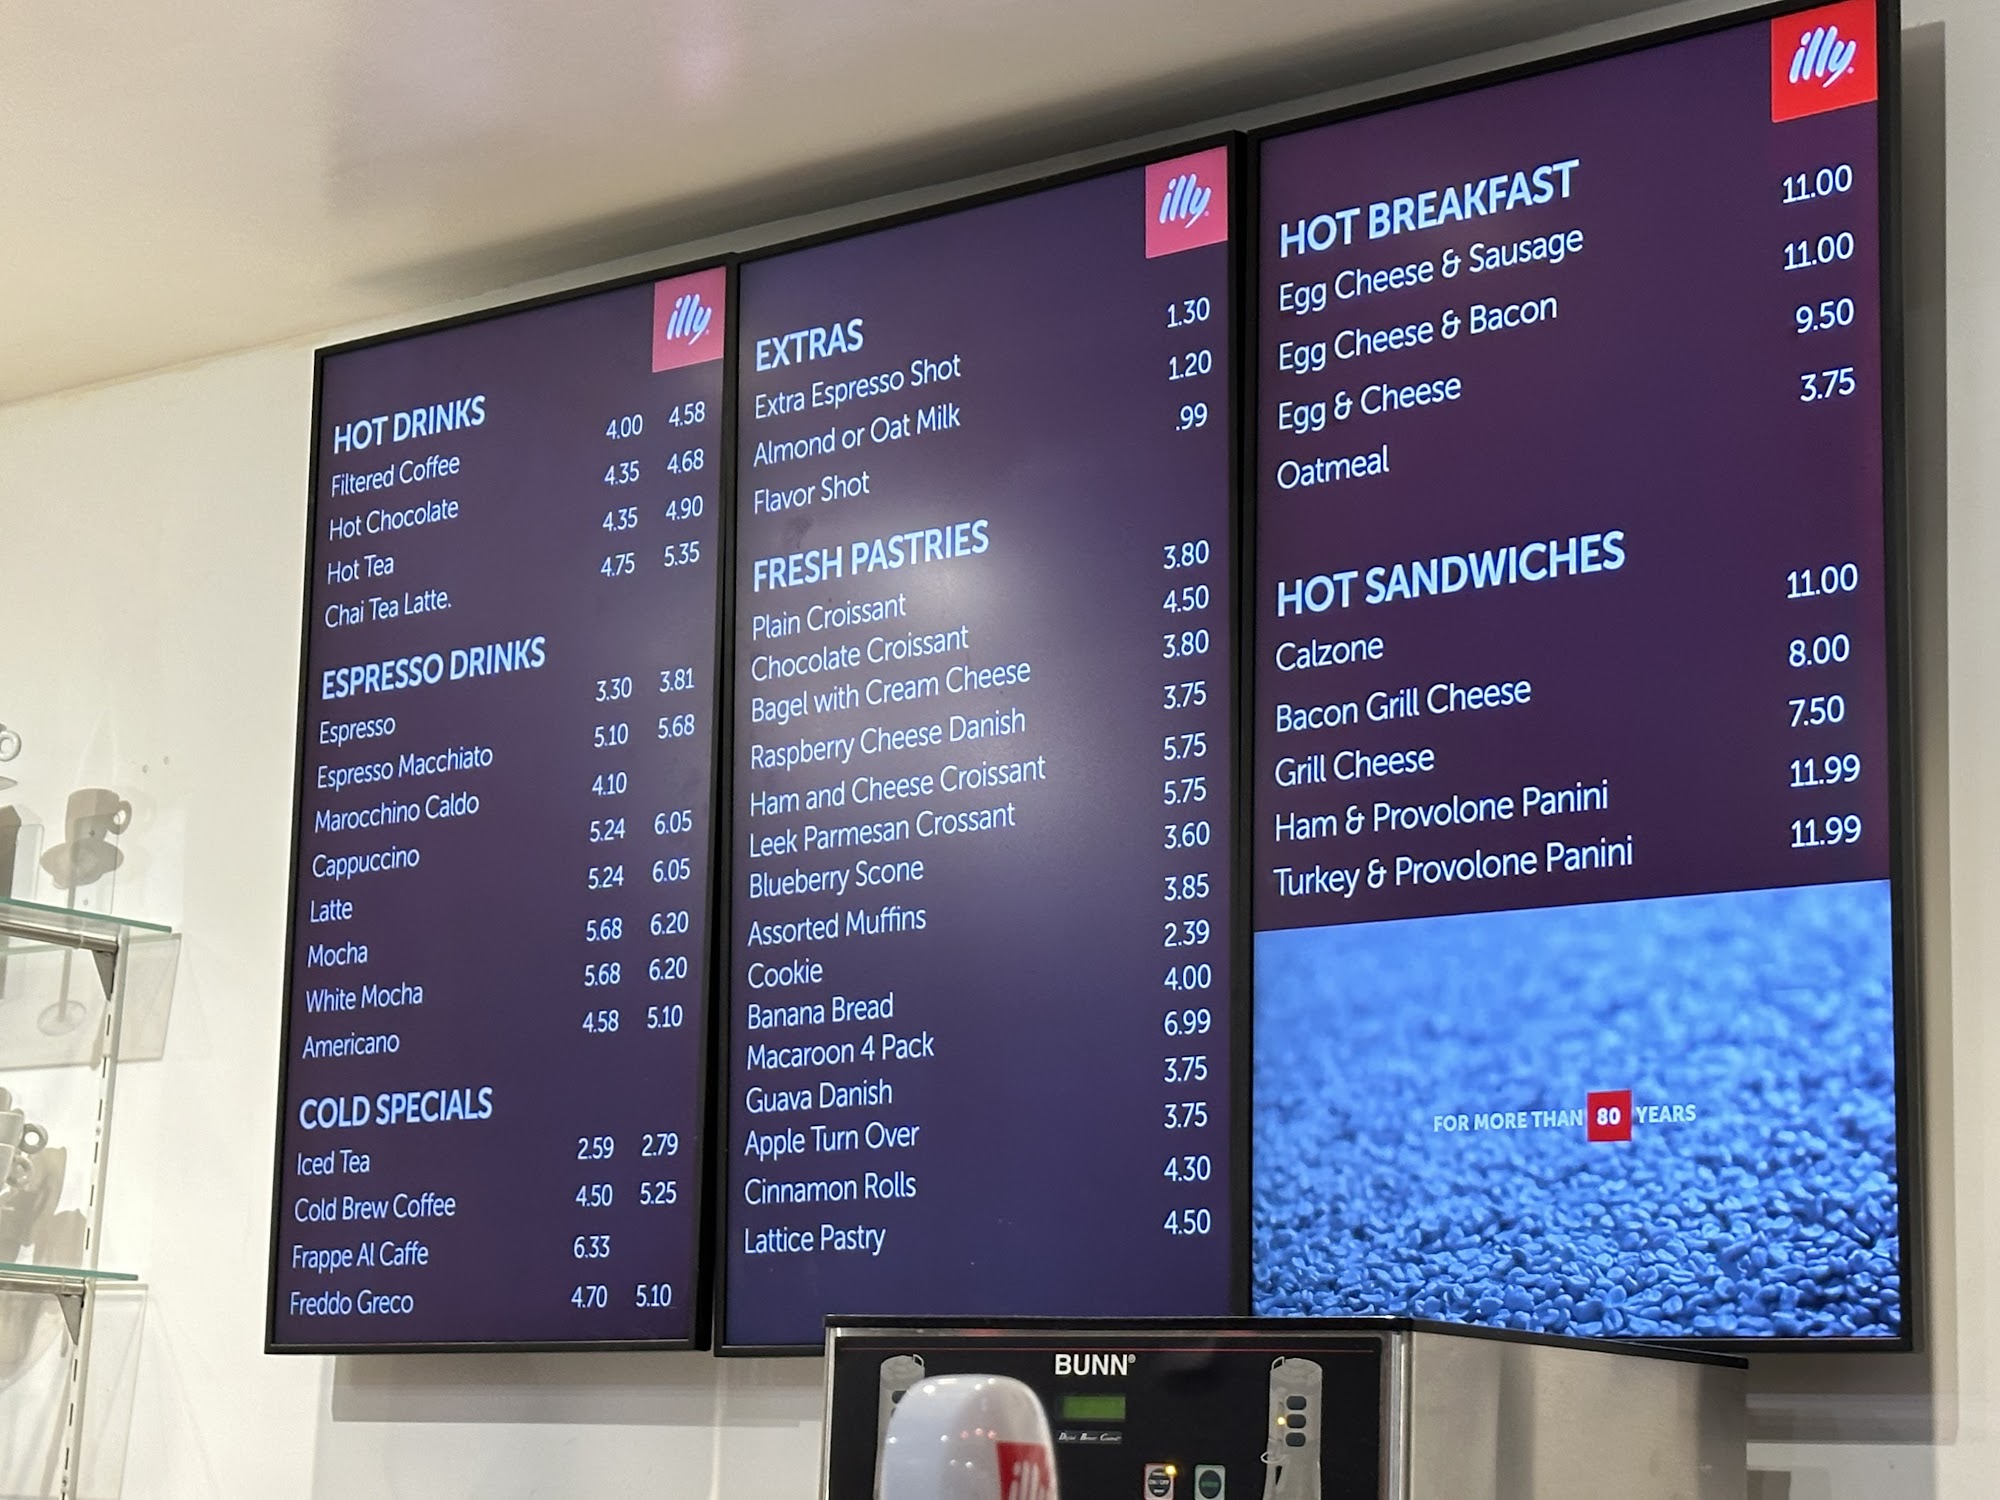 illy
HOT DRINKS
Filtered Coffee 4.00 4.58
Hot Chocolate 4.35 4.68
Hot Tea 4.35 4.90
Chai Tea Latte. 4.75 5.35
ESPRESSO DRINKS
Espresso 3.30 3.81
Espresso Macchiato 5.10 5.68
Marocchino Caldo 4.10
Cappuccino 5.24 6.05
Latte 5.24 6.05
Mocha 5.68 6.20
White Mocha 5.68 6.20
Americano 4.58 5.10
COLD SPECIALS
Iced Tea 2.59 2.79
Cold Brew Coffee 4.50 5.25
Frappe Al Caffe 6.33
Freddo Greco 4.70 5.10
illy
EXTRAS
Extra Espresso Shot 1.30
Almond or Oat Milk 1.20
Flavor Shot .99
FRESH PASTRIES
Plain Croissant 3.80
Chocolate Croissant 4.50
Bagel with Cream Cheese 3.80
Raspberry Cheese Danish 3.75
Ham and Cheese Croissant 5.75
Leek Parmesan Crossant 5.75
Blueberry Scone 3.60
Assorted Muffins 3.85
Cookie 2.39
Banana Bread 4.00
Macaroon 4 Pack 6.99
Guava Danish 3.75
Apple Turn Over 3.75
Cinnamon Rolls 4.30
Lattice Pastry 4.50
illy
HOT BREAKFAST
Egg Cheese & Sausage 11.00
Egg Cheese & Bacon 11.00
Egg & Cheese 9.50
Oatmeal 3.75
HOT SANDWICHES
Calzone 11.00
Bacon Grill Cheese 8.00
Grill Cheese 7.50
Ham & Provolone Panini 11.99
Turkey & Provolone Panini 11.99
FOR MORE THAN 80 YEARS
BUNN®